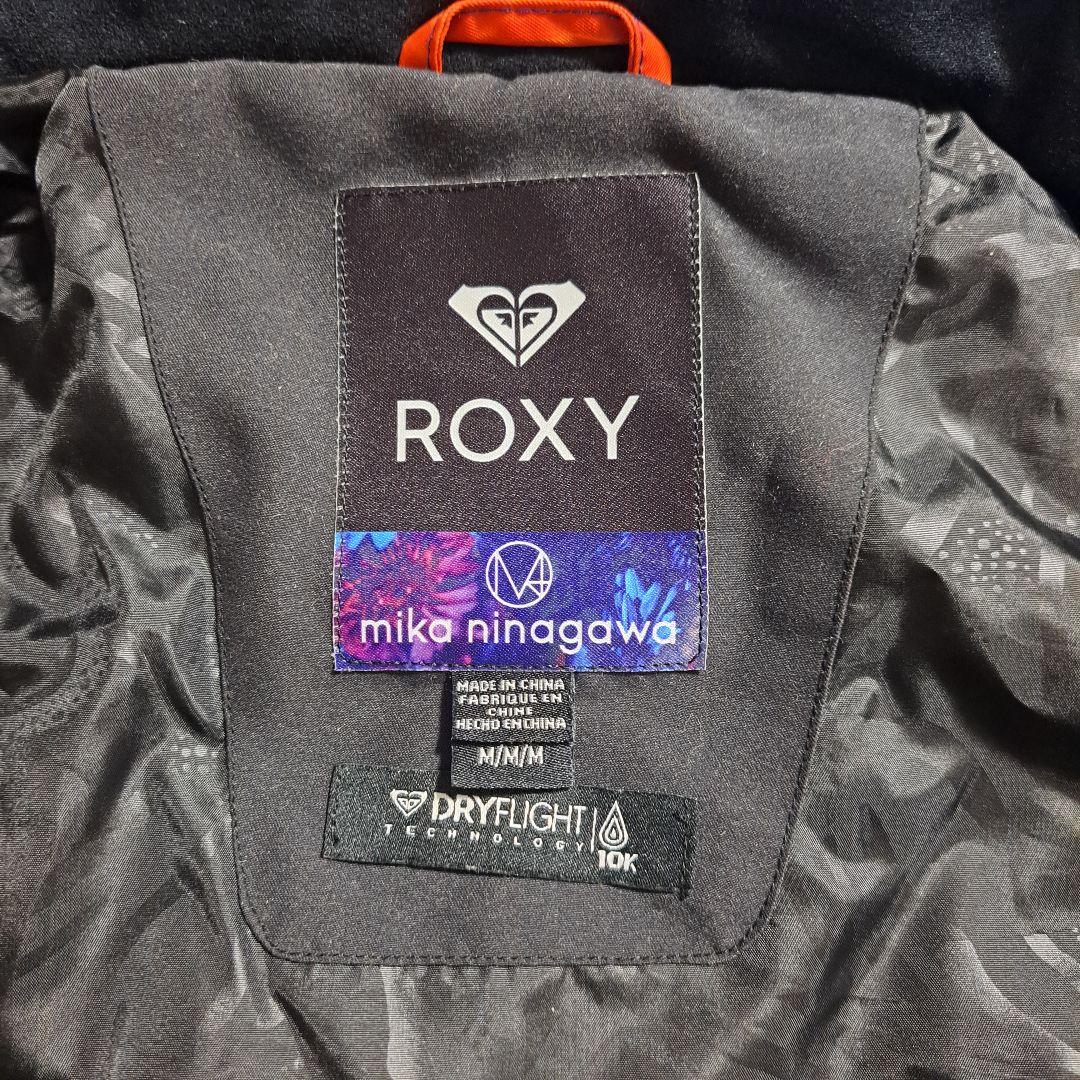 ROXY
mika ninagawa
MADE IN CHINA
FABRIQUE EN
CHINE
HECHO EN CHINA
M/M/M
DRYFLIGHT
TECHNOLOGY
10K